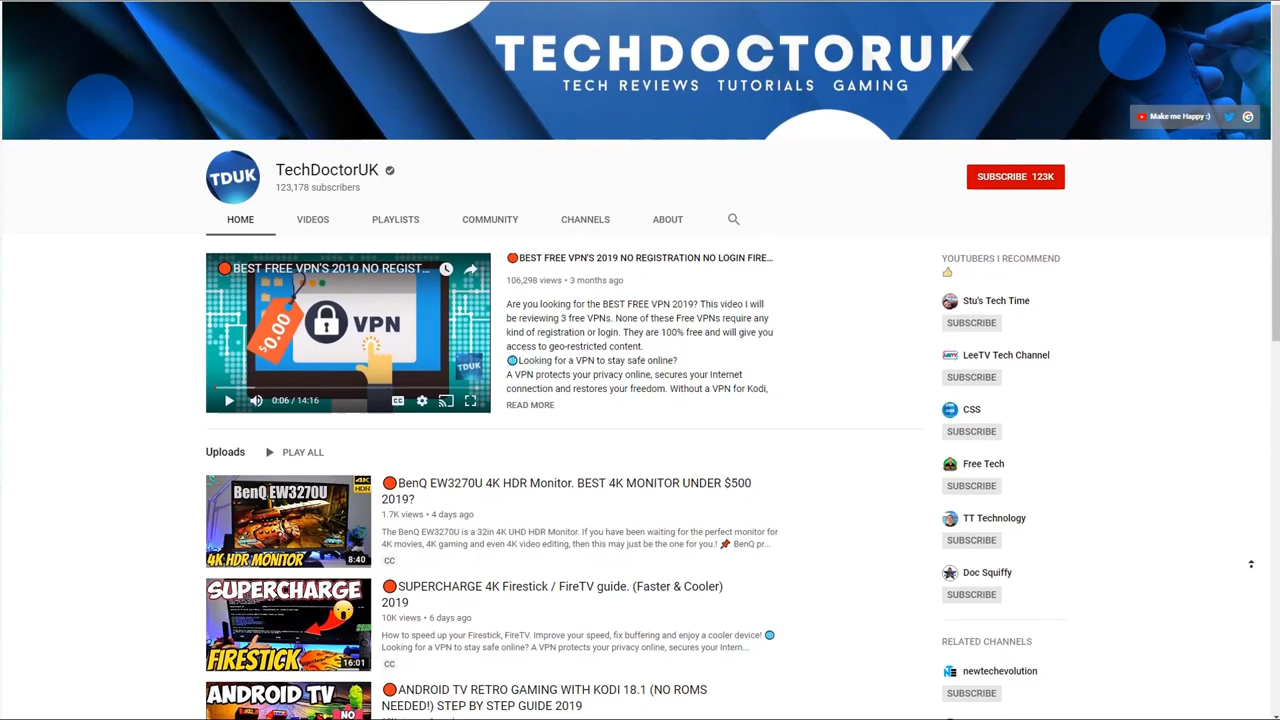 TECHDOCTORUK
TECH REVIEWS TUTORIALS GAMING
Make me Happy :)
TDUK
TechDoctorUK
123,178 subscribers
SUBSCRIBE 123K
HOME
VIDEOS
PLAYLISTS
COMMUNITY
CHANNELS
ABOUT
🔴BEST FREE VPN'S 2019 NO REGIST...
$0.00
VPN
TDUK
0:06 / 14:16
CC
🔴BEST FREE VPN'S 2019 NO REGISTRATION NO LOGIN FIRE...
106,298 views • 3 months ago
Are you looking for the BEST FREE VPN 2019? This video I will
be reviewing 3 free VPNs. None of these Free VPNs require any
kind of registration or login. They are 100% free and will give you
access to geo-restricted content.
🌐Looking for a VPN to stay safe online?
A VPN protects your privacy online, secures your Internet
connection and restores your freedom. Without a VPN for Kodi,
READ MORE
Uploads
PLAY ALL
BenQ EW3270U
4K
HDR
4K HDR MONITOR
8:40
🔴BenQ EW3270U 4K HDR Monitor. BEST 4K MONITOR UNDER $500
2019?
1.7K views • 4 days ago
The BenQ EW3270U is a 32in 4K UHD HDR Monitor. If you have been waiting for the perfect monitor for
4K movies, 4K gaming and even 4K video editing, then this may just be the one for you.! 📌 BenQ pr...
CC
SUPERCHARGE
FIRESTICK
16:01
🔴SUPERCHARGE 4K Firestick / FireTV guide. (Faster & Cooler)
2019
10K views • 6 days ago
How to speed up your Firestick, FireTV. Improve your speed, fix buffering and enjoy a cooler device! 🌐
Looking for a VPN to stay safe online? A VPN protects your privacy online, secures your Intern...
CC
ANDROID TV
NO
🔴ANDROID TV RETRO GAMING WITH KODI 18.1 (NO ROMS
NEEDED!) STEP BY STEP GUIDE 2019
YOUTUBERS I RECOMMEND
👍
Stu's Tech Time
SUBSCRIBE
LeeTV Tech Channel
SUBSCRIBE
CSS
SUBSCRIBE
Free Tech
SUBSCRIBE
TT Technology
SUBSCRIBE
Doc Squiffy
SUBSCRIBE
RELATED CHANNELS
newtechevolution
SUBSCRIBE